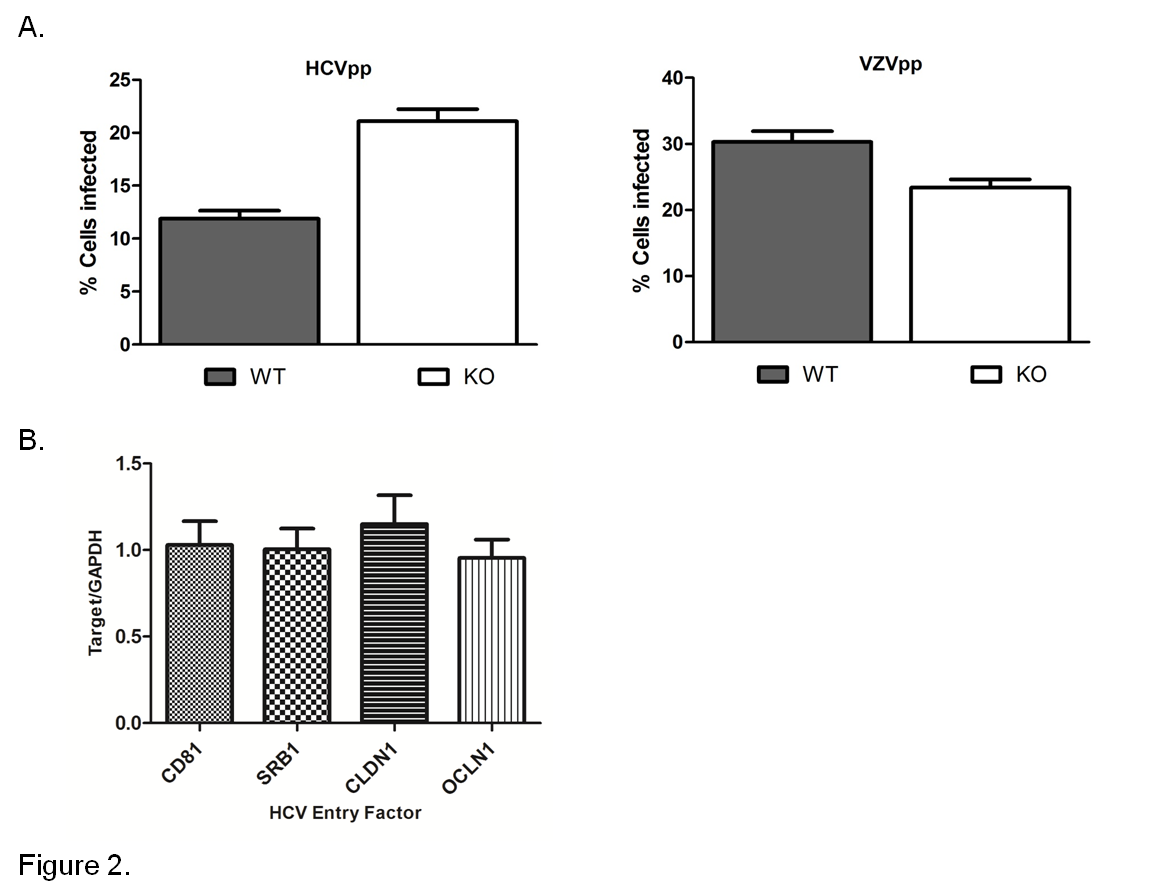 A.
HCVpp
25
20
15
10
5
0
% Cells infected
WT KO
VZVpp
40
30
20
10
0
% Cells infected
WT KO
B.
1.5
1.0
0.5
0.0
Target/GAPDH
CD81 SRB1 CLDN1 OCLN1
HCV Entry Factor
Figure 2.